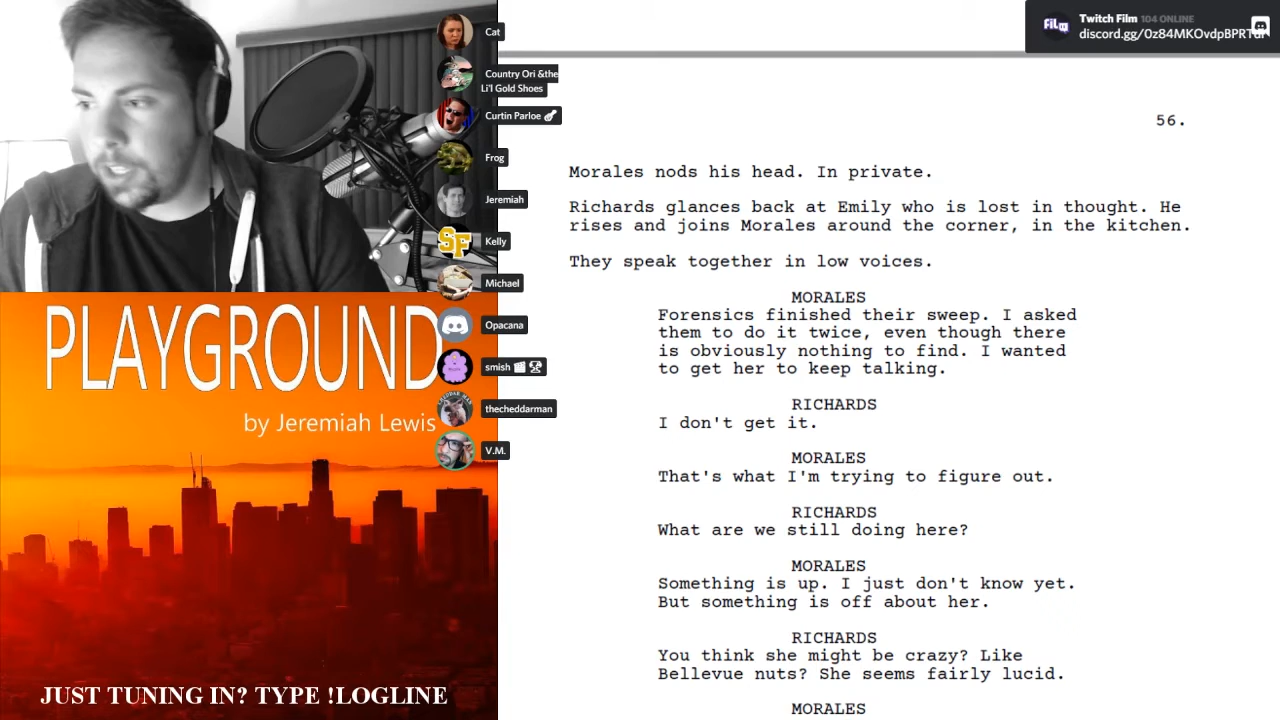 Cat
Country Ori &the
Li'l Gold Shoes
Curtin Parloe
Frog
Jeremiah
SF
Kelly
Michael
Opacana
smish
thecheddarman
V.M.
PLAYGROUND
by Jeremiah Lewis
JUST TUNING IN? TYPE !LOGLINE
FILM
Twitch Film 104 ONLINE
discord.gg/0z84MKOvdpBPRTdF
56.
Morales nods his head. In private.
Richards glances back at Emily who is lost in thought. He
rises and joins Morales around the corner, in the kitchen.
They speak together in low voices.
MORALES
Forensics finished their sweep. I asked
them to do it twice, even though there
is obviously nothing to find. I wanted
to get her to keep talking.
RICHARDS
I don't get it.
MORALES
That's what I'm trying to figure out.
RICHARDS
What are we still doing here?
MORALES
Something is up. I just don't know yet.
But something is off about her.
RICHARDS
You think she might be crazy? Like
Bellevue nuts? She seems fairly lucid.
MORALES